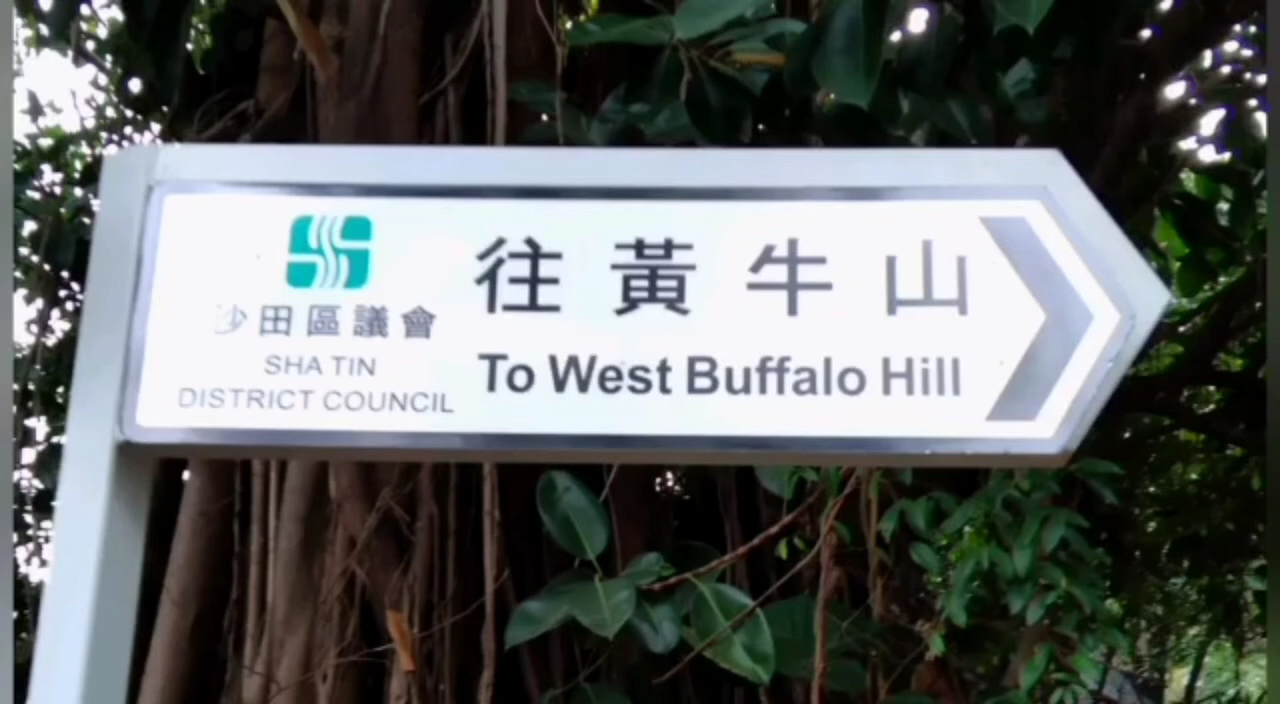 沙田區議會
SHA TIN
DISTRICT COUNCIL
往黃牛山
To West Buffalo Hill